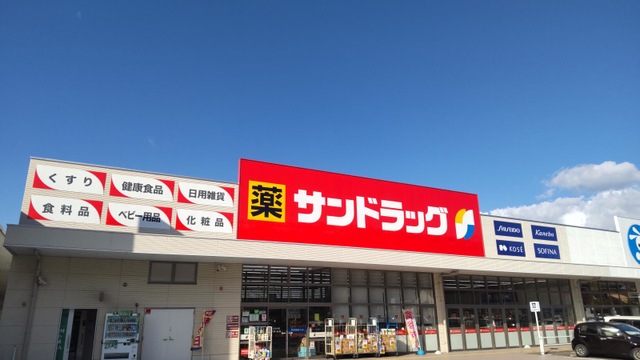 くすり
健康食品
日用雑貨
食料品
ベビー用品
化粧品
薬
サンドラッグ
SHISEIDO
Kanebo
KOSÉ
SOFINA